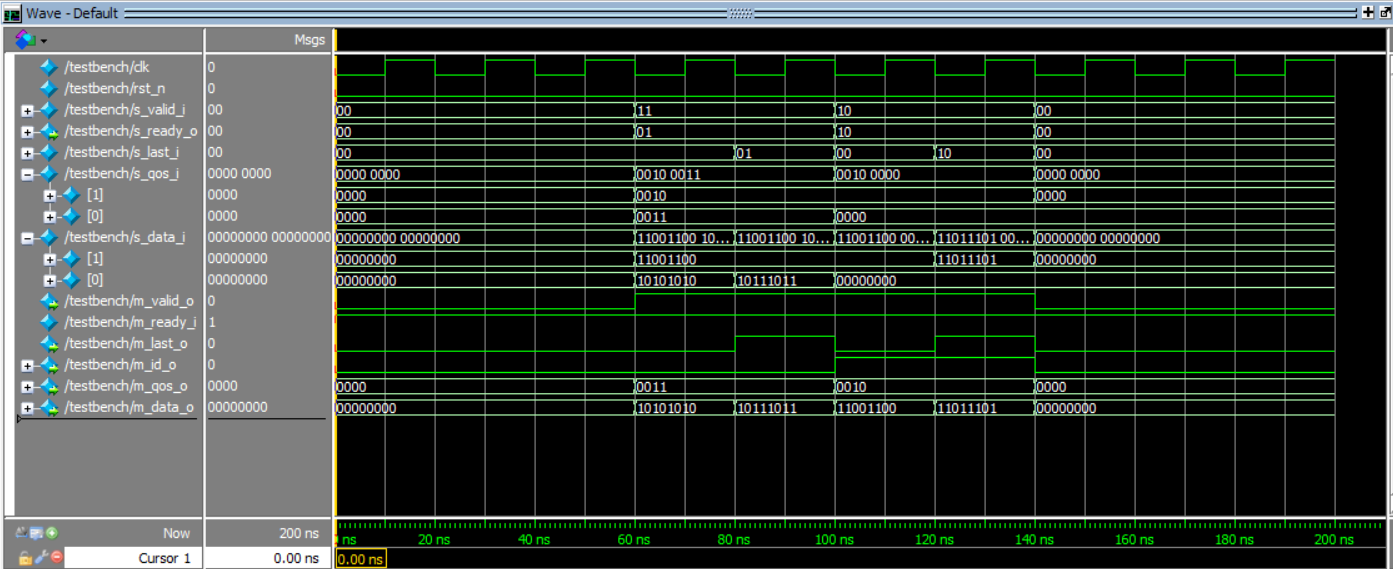 Wave - Default
Msgs
/testbench/clk 0
/testbench/rst_n 0
/testbench/s_valid_i 00 00 11 10 00
/testbench/s_ready_o 00 00 01 10 00
/testbench/s_last_i 00 00 01 00 10 00
/testbench/s_qos_i 0000 0000 0000 0000 0010 0011 0010 0000 0000 0000
[1] 0000 0000 0010 0000
[0] 0000 0000 0011 0000
/testbench/s_data_i 00000000 00000000 00000000 00000000 11001100 10... 11001100 10... 11001100 00... 11011101 00... 00000000 00000000
[1] 00000000 00000000 11001100 11011101 00000000
[0] 00000000 00000000 10101010 10111011 00000000
/testbench/m_valid_o 0
/testbench/m_ready_i 1
/testbench/m_last_o 0
/testbench/m_id_o 0
/testbench/m_qos_o 0000 0000 0011 0010 0000
/testbench/m_data_o 00000000 00000000 10101010 10111011 11001100 11011101 00000000
Now 200 ns ns 20 ns 40 ns 60 ns 80 ns 100 ns 120 ns 140 ns 160 ns 180 ns 200 ns
Cursor 1 0.00 ns 0.00 ns